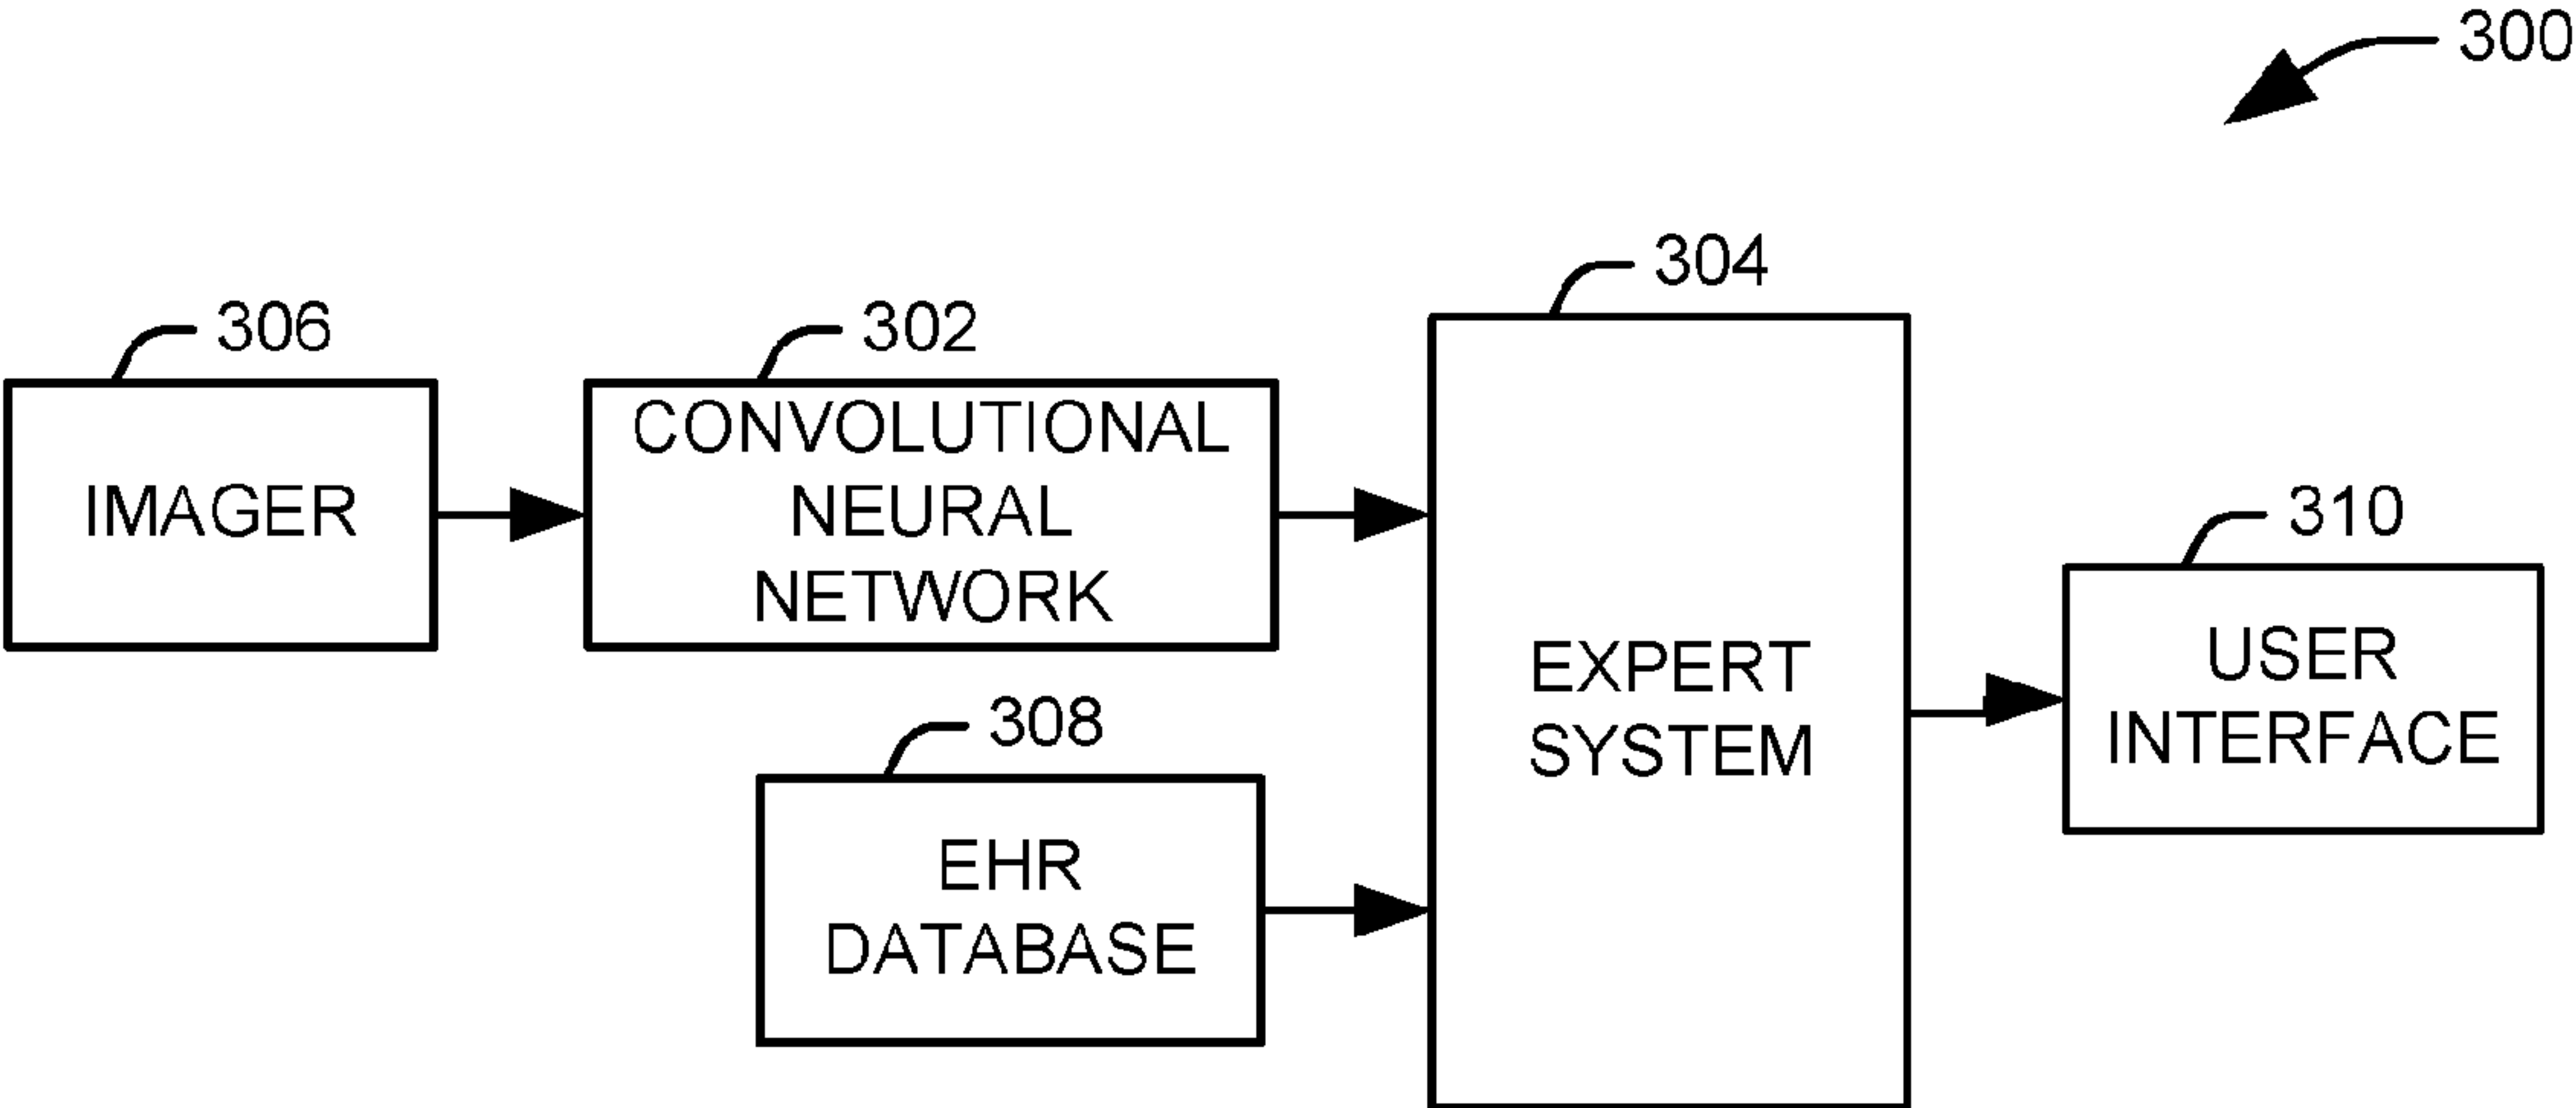 300
304
306
302
IMAGER
CONVOLUTIONAL
NEURAL
NETWORK
308
EHR
DATABASE
EXPERT
SYSTEM
310
USER
INTERFACE